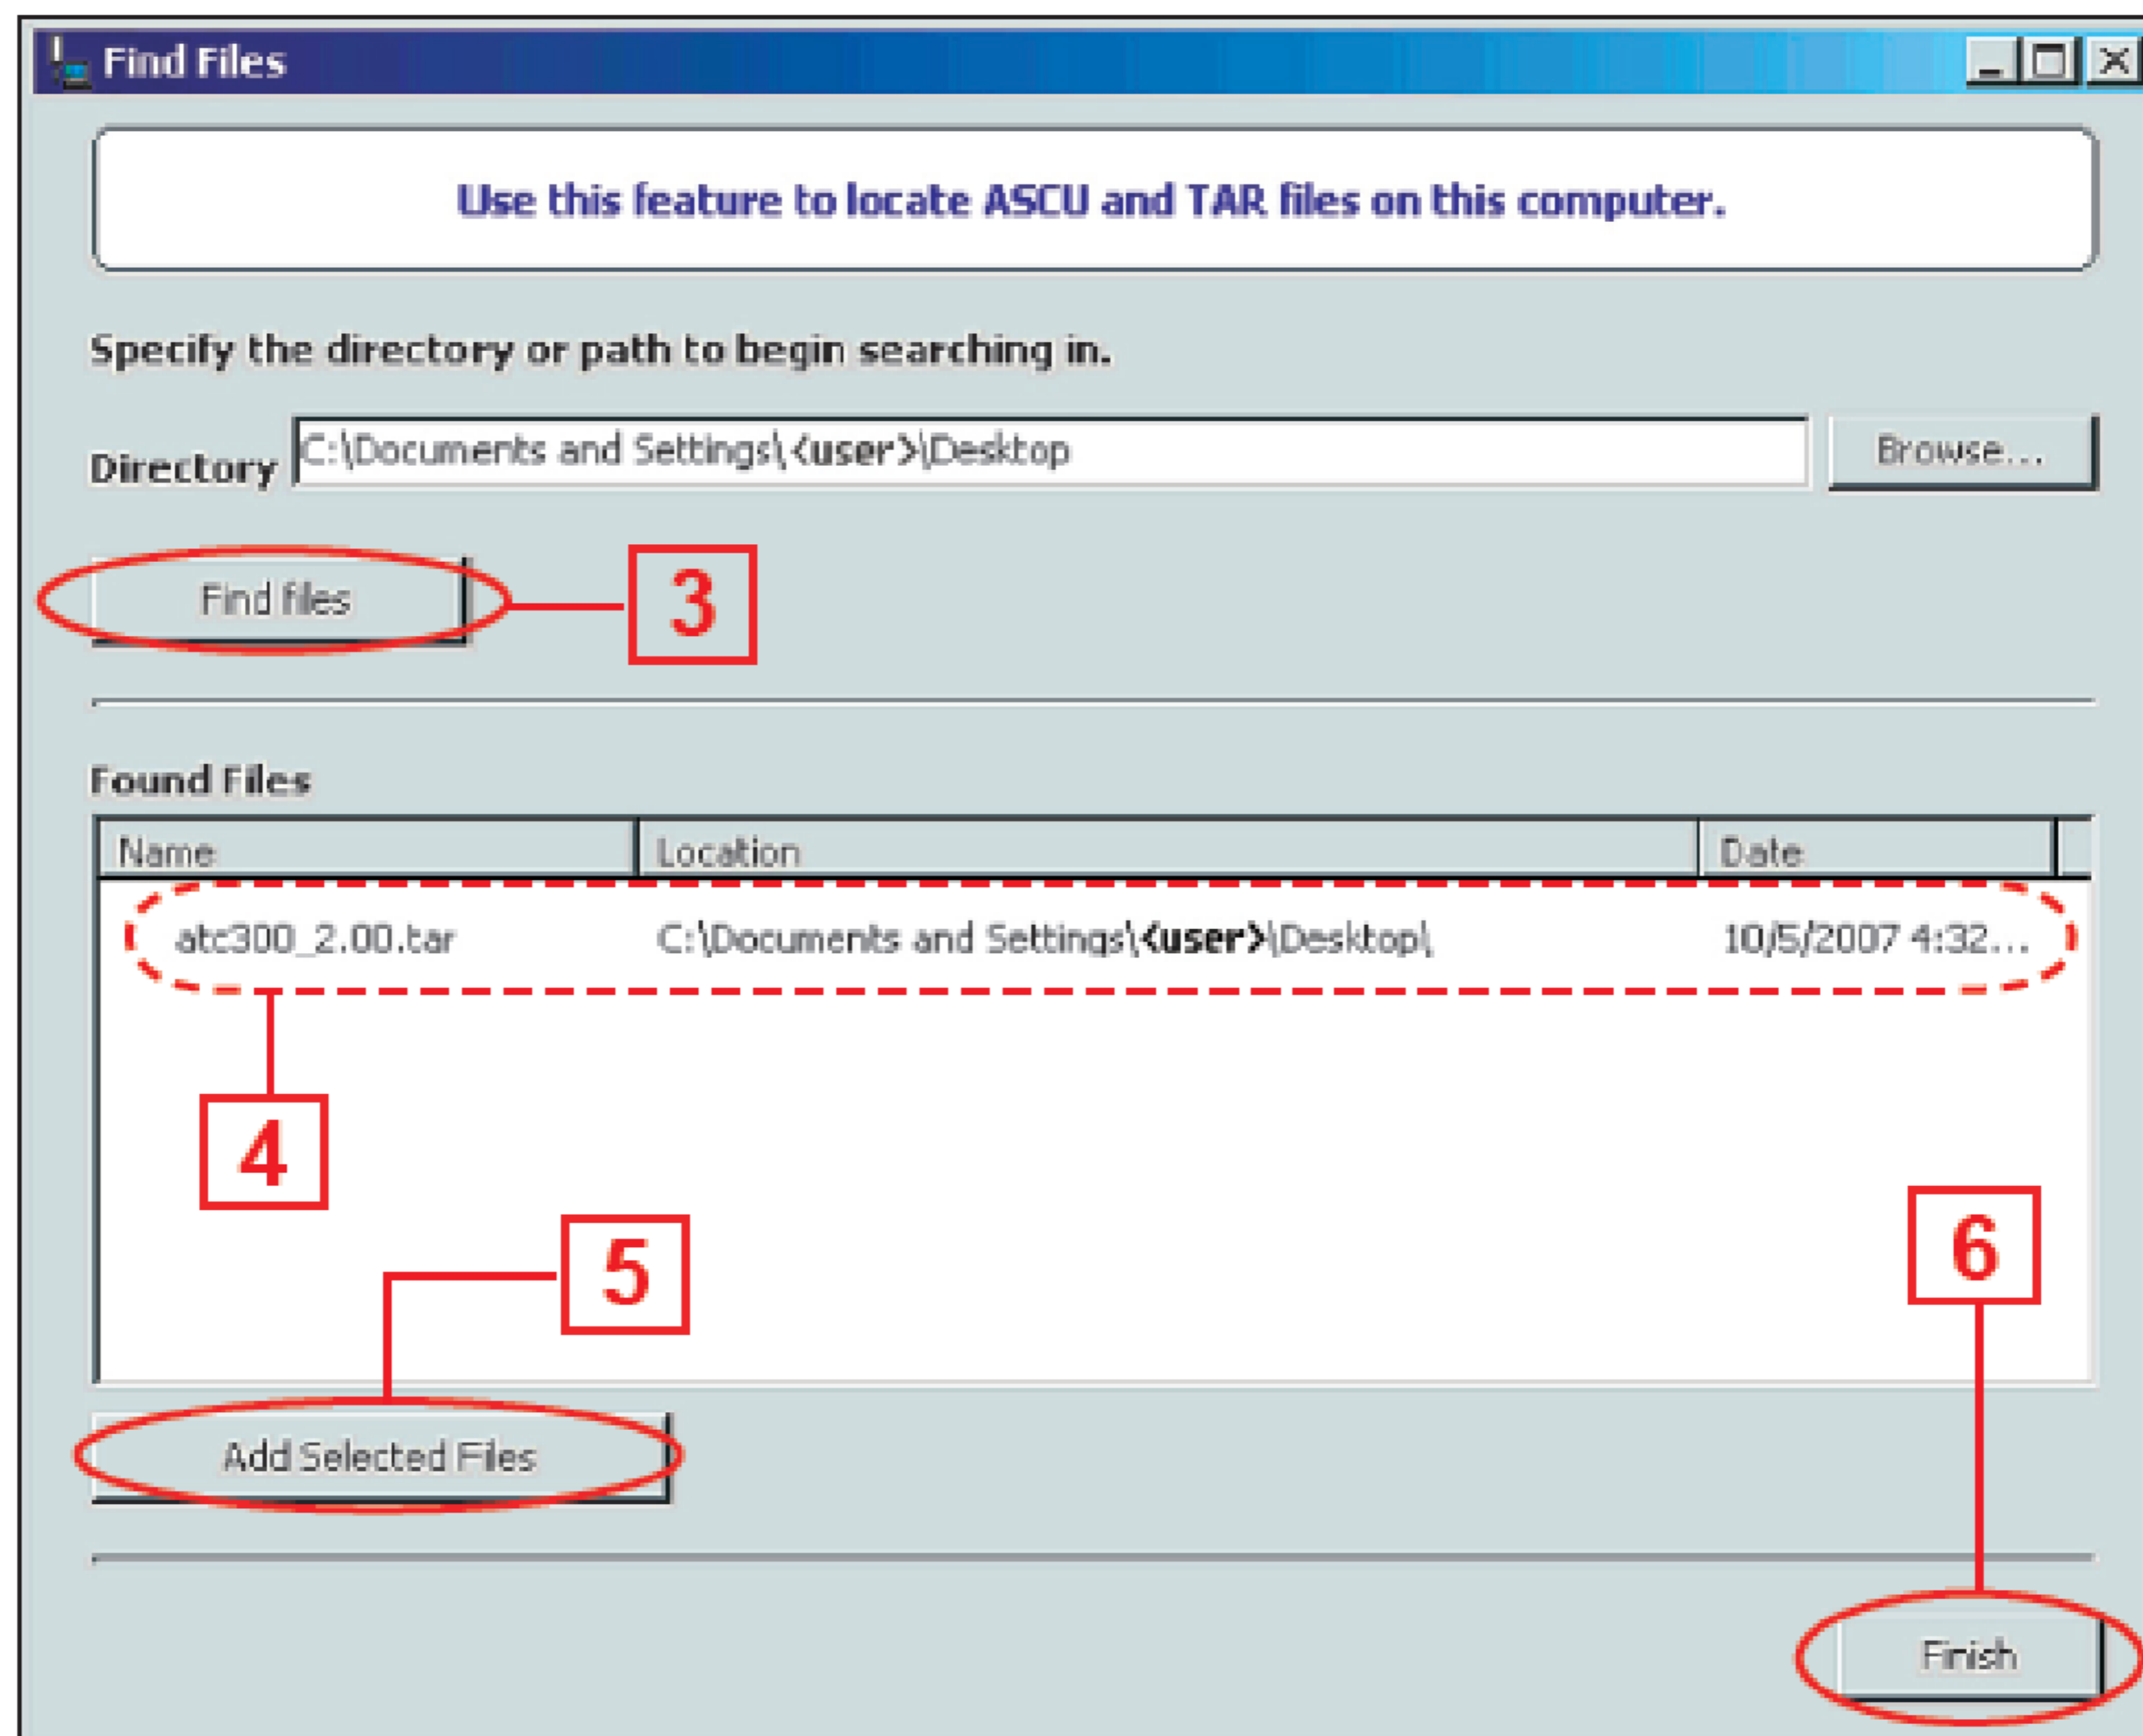 Find Files
Use this feature to locate ASCU and TAR files on this computer.
Specify the directory or path to begin searching in.
Directory C:\Documents and Settings\<user>\Desktop Browse...
Find files 3
Found Files
Name Location Date
atc300_2.00.tar C:\Documents and Settings\<user>\Desktop\ 10/5/2007 4:32...
4
5
6
Add Selected Files
Finish